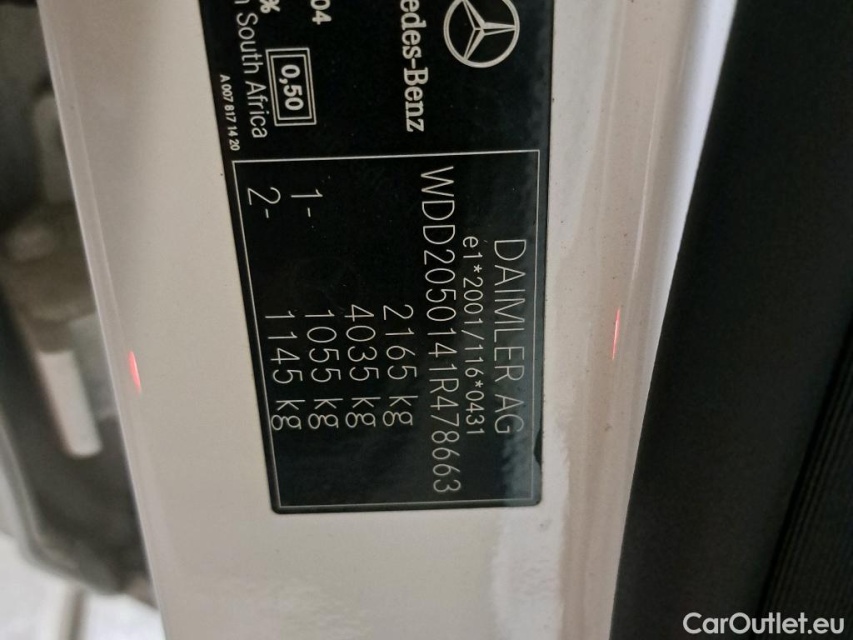 edes-Benz
04
%
n South Africa
0,50
A 007 817 14 20
DAIMLER AG
e1*2001/116*0431
WDD2050141R478663
2165 kg
4035 kg
1- 1055 kg
2- 1145 kg
CarOutlet.eu